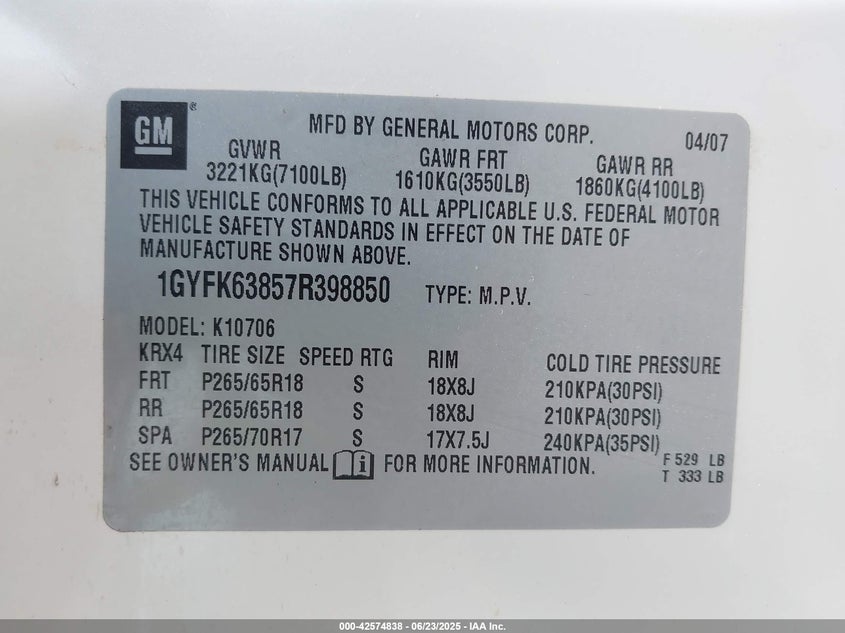 GM
®
MFD BY GENERAL MOTORS CORP. 04/07
GVWR GAWR FRT GAWR RR
3221KG(7100LB) 1610KG(3550LB) 1860KG(4100LB)
THIS VEHICLE CONFORMS TO ALL APPLICABLE U.S. FEDERAL MOTOR
VEHICLE SAFETY STANDARDS IN EFFECT ON THE DATE OF
MANUFACTURE SHOWN ABOVE.
1GYFK63857R398850 TYPE: M.P.V.
MODEL: K10706
KRX4 TIRE SIZE SPEED RTG RIM COLD TIRE PRESSURE
FRT P265/65R18 S 18X8J 210KPA(30PSI)
RR P265/65R18 S 18X8J 210KPA(30PSI)
SPA P265/70R17 S 17X7.5J 240KPA(35PSI)
SEE OWNER'S MANUAL i FOR MORE INFORMATION. F 529 LB
T 333 LB
000-42574838 - 06/23/2025 - IAA Inc.